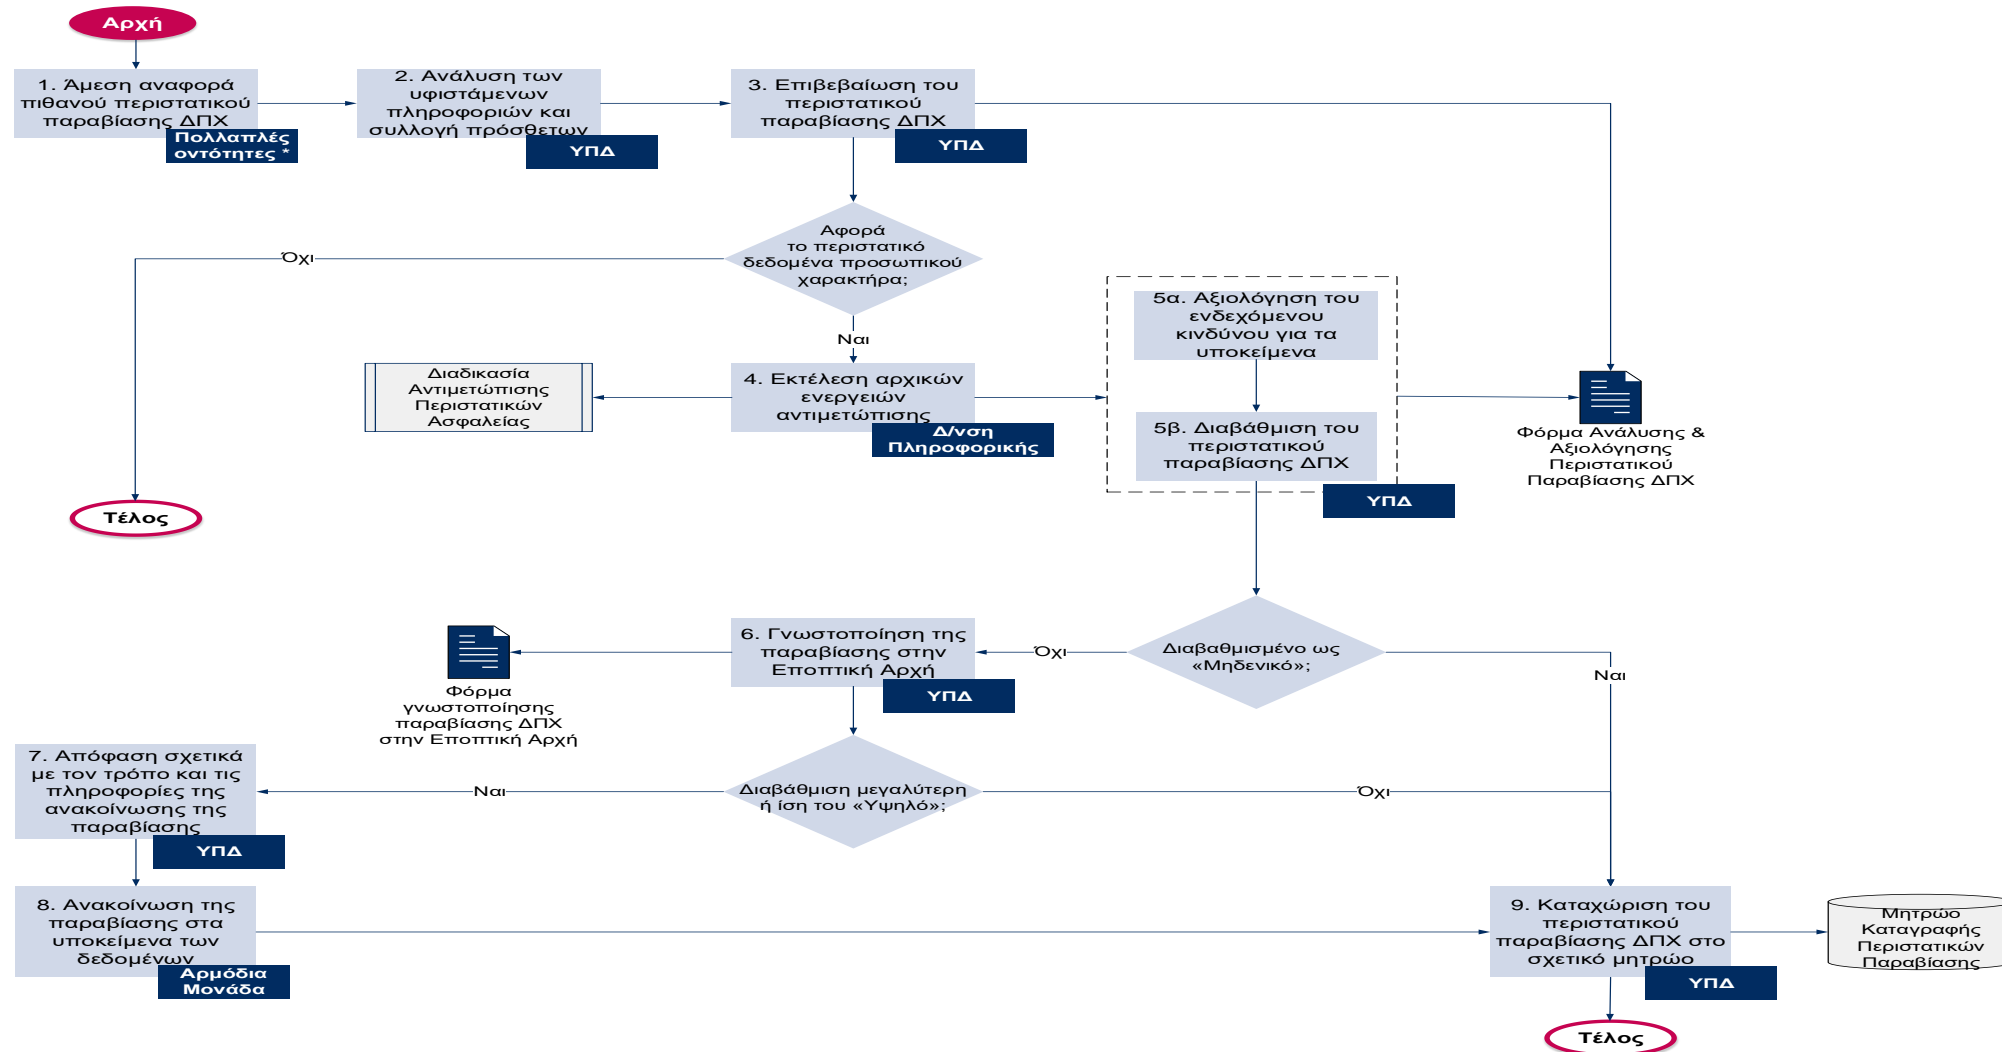 Αρχή
1. Άμεση αναφορά
πιθανού περιστατικού
παραβίασης ΔΠΧ
Πολλαπλές
οντότητες *
2. Ανάλυση των
υφιστάμενων
πληροφοριών και
συλλογή πρόσθετων
ΥΠΔ
3. Επιβεβαίωση του
περιστατικού
παραβίασης ΔΠΧ
ΥΠΔ
Αφορά
το περιστατικό
δεδομένα προσωπικού
χαρακτήρα;
Όχι
Ναι
Διαδικασία
Αντιμετώπισης
Περιστατικών
Ασφαλείας
4. Εκτέλεση αρχικών
ενεργειών
αντιμετώπισης
Δ/νση
Πληροφορικής
5α. Αξιολόγηση του
ενδεχόμενου
κινδύνου για τα
υποκείμενα
5β. Διαβάθμιση του
περιστατικού
παραβίασης ΔΠΧ
ΥΠΔ
Φόρμα Ανάλυσης &
Αξιολόγησης
Περιστατικού
Παραβίασης ΔΠΧ
Τέλος
Διαβαθμισμένο ως
«Μηδενικό»;
Όχι
Ναι
6. Γνωστοποίηση της
παραβίασης στην
Εποπτική Αρχή
ΥΠΔ
Φόρμα
γνωστοποίησης
παραβίασης ΔΠΧ
στην Εποπτική Αρχή
Διαβάθμιση μεγαλύτερη
ή ίση του «Υψηλό»;
Ναι
Όχι
7. Απόφαση σχετικά
με τον τρόπο και τις
πληροφορίες της
ανακοίνωσης της
παραβίασης
ΥΠΔ
8. Ανακοίνωση της
παραβίασης στα
υποκείμενα των
δεδομένων
Αρμόδια
Μονάδα
9. Καταχώριση του
περιστατικού
παραβίασης ΔΠΧ στο
σχετικό μητρώο
ΥΠΔ
Μητρώο
Καταγραφής
Περιστατικών
Παραβίασης
Τέλος